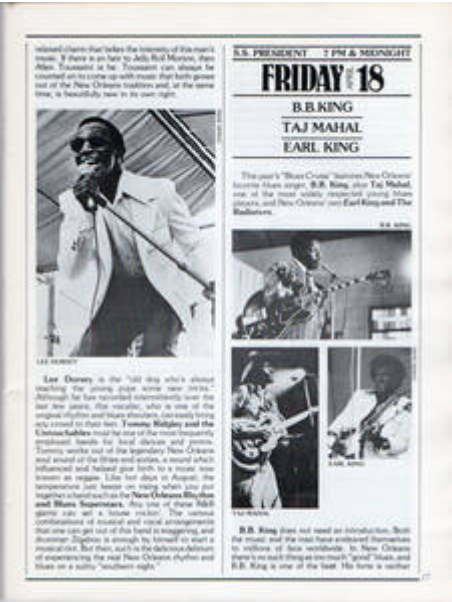 relaxed charm that belies the intensity of this man's
music. If there is an heir to Jelly Roll Morton, then
Allen Toussaint is he. Toussaint can always be
counted on to come up with music that both grows
out of the New Orleans tradition and, at the same
time, is beautifully new in its own right.
LEE DORSEY
Lee Dorsey is the "old dog who's always
teaching the young pups some new tricks."
Although he has recorded intermittently over the
last few years, this vocalist, who is one of the
original rhythm and blues shouters, can easily bring
any crowd to their feet. Tommy Ridgley and the
Untouchables must be one of the most frequently
employed bands for local dances and proms.
Tommy works out of the legendary New Orleans
soul sound of the fifties and sixties, a sound which
influenced and helped give birth to a music now
known as reggae. Like hot days in August, the
temperature just keeps on rising when you put
together a band such as the New Orleans Rhythm
and Blues Superstars. Any one of these R&B
giants can set a house rockin'. The various
combinations of musical and vocal arrangements
that one can get out of this band is staggering, and
drummer Zigaboo is enough by himself to start a
musical riot. But then, such is the delicious delirium
of experiencing the real New Orleans rhythm and
blues on a sultry "southern night."
S.S. PRESIDENT 7 PM & MIDNIGHT
FRIDAY 18
B.B. KING
TAJ MAHAL
EARL KING
This year's "Blues Cruise" features New Orleans'
favorite blues singer, B.B. King, plus Taj Mahal,
one of the most widely respected young blues
players, and New Orleans' own Earl King and The
Radiators.
B.B. KING
EARL KING
TAJ MAHAL
B.B. King does not need an introduction. Both
the music and the man have endeared themselves
to millions of fans worldwide. In New Orleans
there's no such thing as too much "good" blues, and
B.B. King is one of the best. His forte is neither